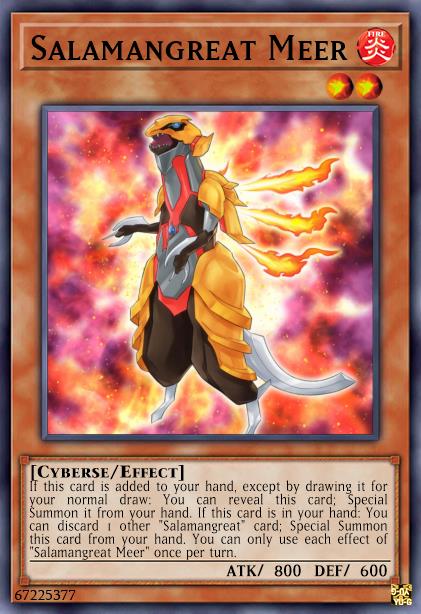 SALAMANGREAT MEER
FIRE
炎
[CYBERSE/EFFECT]
If this card is added to your hand, except by drawing it for
your normal draw: You can reveal this card; Special
Summon it from your hand. If this card is in your hand: You
can discard 1 other "Salamangreat" card; Special Summon
this card from your hand. You can only use each effect of
"Salamangreat Meer" once per turn.
ATK/ 800 DEF/ 600
67225377